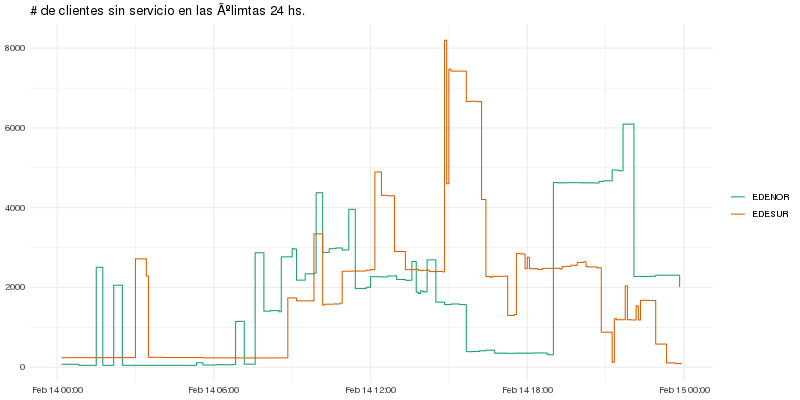 # de clientes sin servicio en las Ãºlimtas 24 hs.
8000
6000
4000
2000
0
Feb 14 00:00 Feb 14 06:00 Feb 14 12:00 Feb 14 18:00 Feb 15 00:00
EDENOR
EDESUR